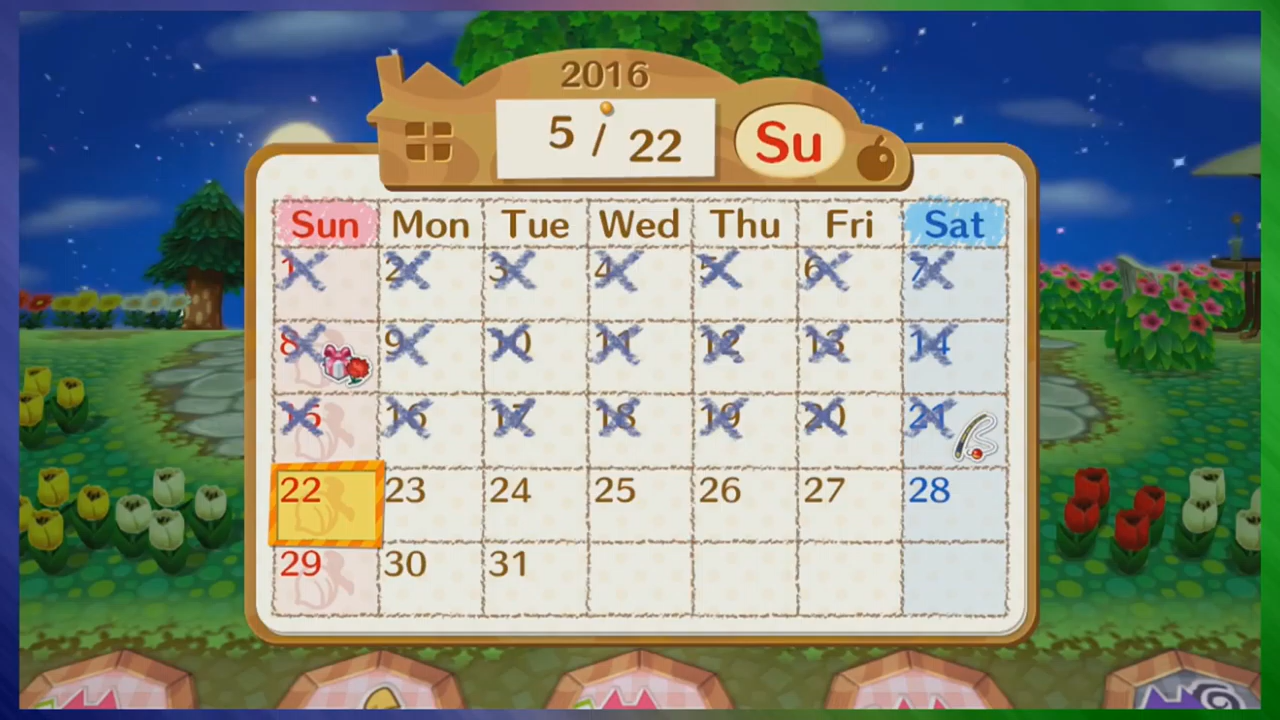 2016
5 / 22 Su
Sun Mon Tue Wed Thu Fri Sat
1 2 3 4 5 6 7
8 9 10 11 12 13 14
15 16 17 18 19 20 21
22 23 24 25 26 27 28
29 30 31